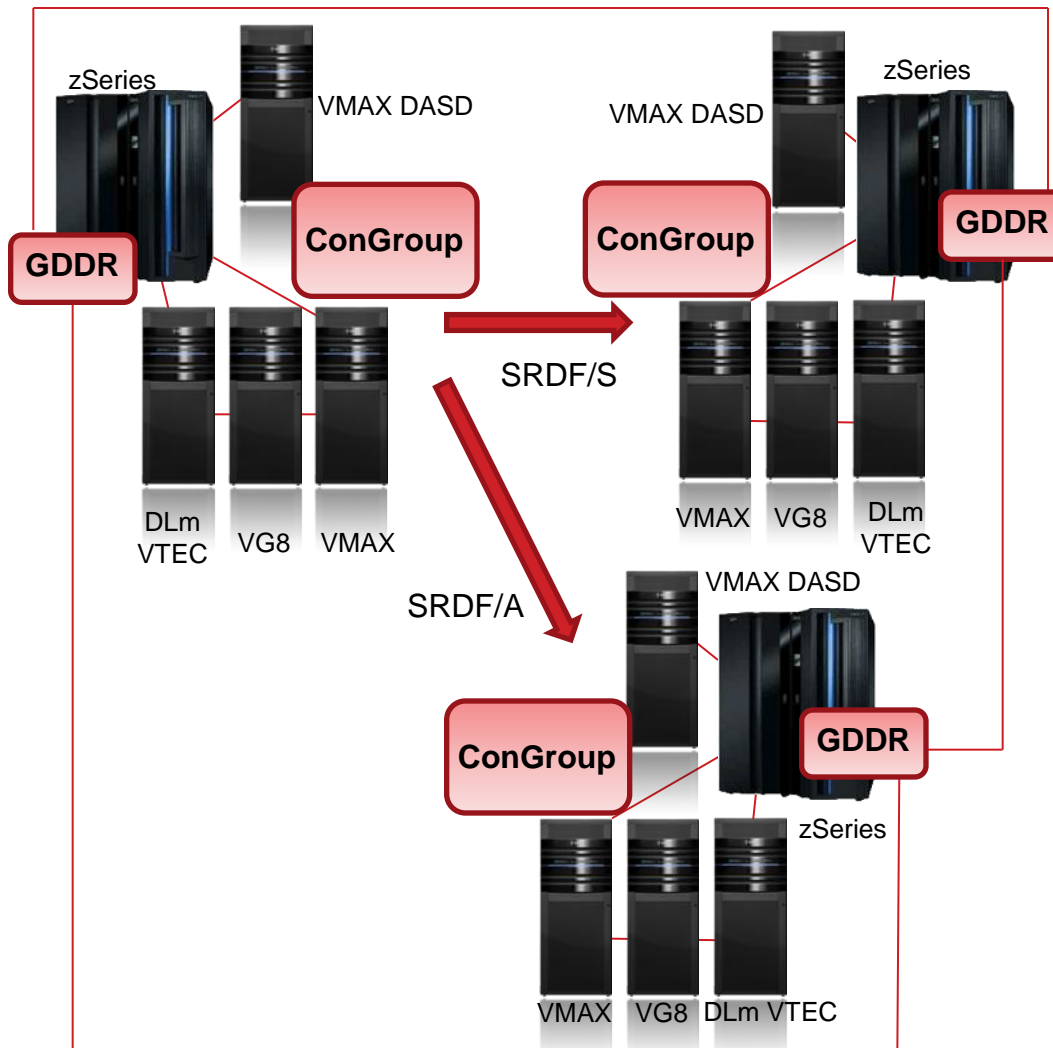 zSeries
VMAX DASD
ConGroup
GDDR
DLm
VTEC
VG8
VMAX
SRDF/S
SRDF/A
zSeries
VMAX DASD
ConGroup
GDDR
VMAX
VG8
DLm
VTEC
VMAX DASD
ConGroup
GDDR
zSeries
VMAX
VG8
DLm VTEC